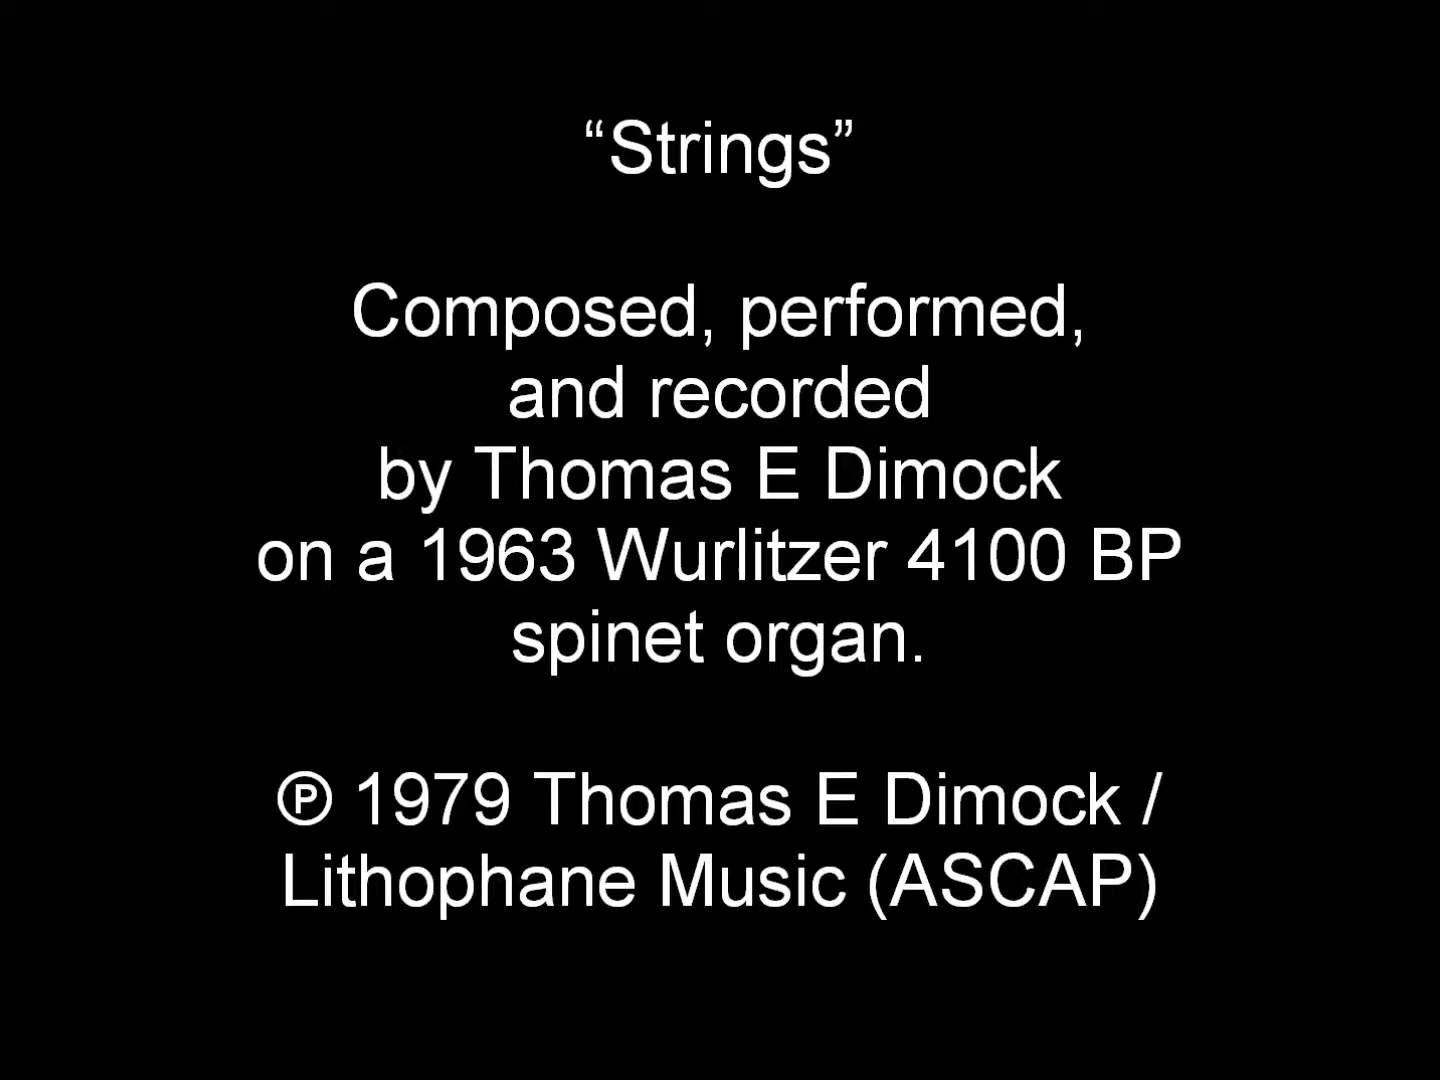 “Strings”
Composed, performed,
and recorded
by Thomas E Dimock
on a 1963 Wurlitzer 4100 BP
spinet organ.
℗ 1979 Thomas E Dimock /
Lithophane Music (ASCAP)